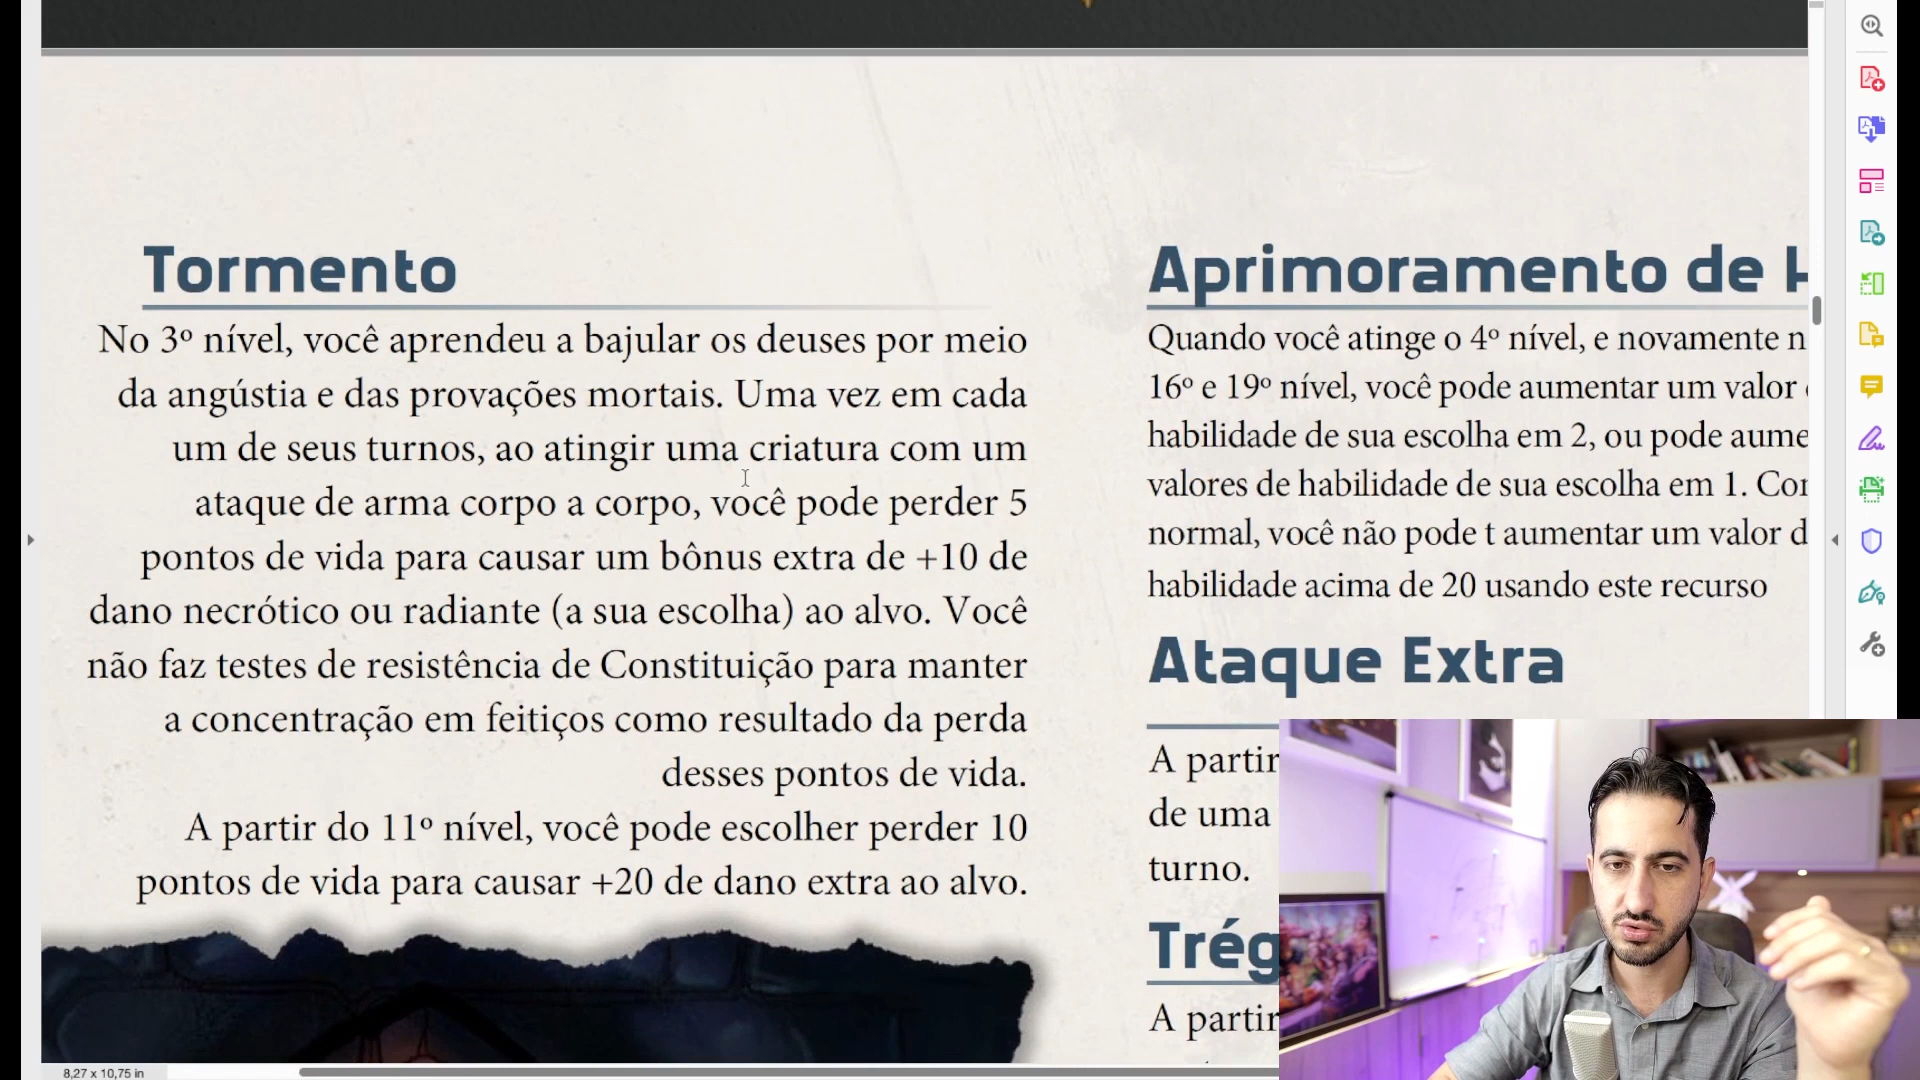 Tormento
No 3º nível, você aprendeu a bajular os deuses por meio
da angústia e das provações mortais. Uma vez em cada
um de seus turnos, ao atingir uma criatura com um
ataque de arma corpo a corpo, você pode perder 5
pontos de vida para causar um bônus extra de +10 de
dano necrótico ou radiante (a sua escolha) ao alvo. Você
não faz testes de resistência de Constituição para manter
a concentração em feitiços como resultado da perda
desses pontos de vida.
A partir do 11º nível, você pode escolher perder 10
pontos de vida para causar +20 de dano extra ao alvo.
Aprimoramento de
Quando você atinge o 4º nível, e novamente n
16º e 19º nível, você pode aumentar um valor
habilidade de sua escolha em 2, ou pode aume
valores de habilidade de sua escolha em 1. Co
normal, você não pode t aumentar um valor d
habilidade acima de 20 usando este recurso
Ataque Extra
A partir
de uma
turno.
Trég
A partir
8,27 x 10,75 in